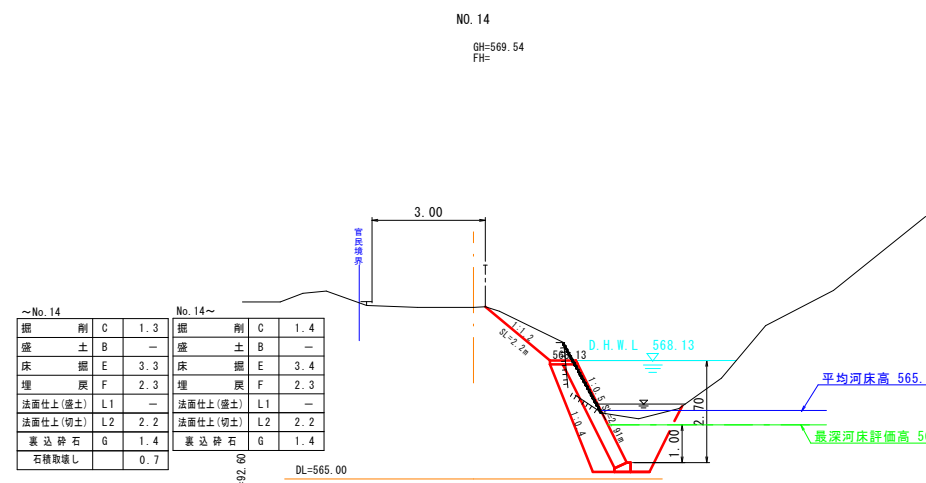 NO. 14
GH=569.54
FH=
3.00
官民境界
1:1.2
SL=2.2m
568.13
D.H.W.L 568.13
1:0.5
SL=2.91m
1:0.4
2.70
1.00
平均河床高 565.
最深河床評価高 56
DL=565.00
=92.60
～No.14
掘 削 C 1.3
盛 土 B －
床 掘 E 3.3
埋 戻 F 2.3
法面仕上(盛土) L1 －
法面仕上(切土) L2 2.2
裏込砕石 G 1.4
石積取壊し 0.7
No.14～
掘 削 C 1.4
盛 土 B －
床 掘 E 3.4
埋 戻 F 2.3
法面仕上(盛土) L1 －
法面仕上(切土) L2 2.2
裏込砕石 G 1.4